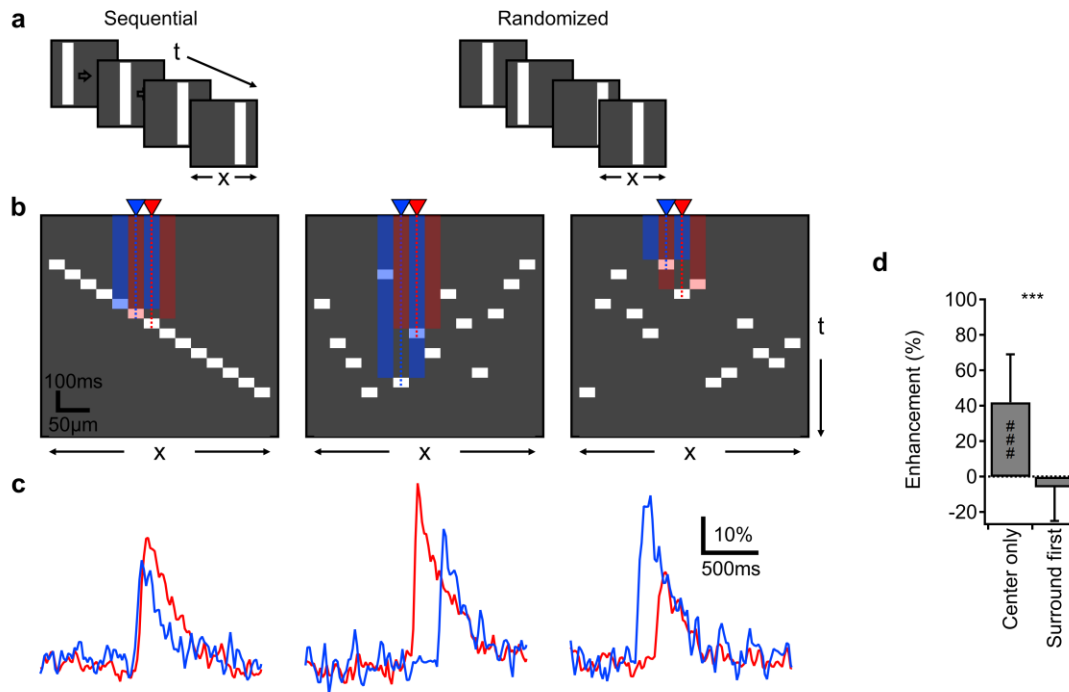 a
Sequential
Randomized
t
x
x
b
100ms
50µm
t
x
x
x
c
10%
500ms
d
***
Enhancement (%)
100
80
60
40
20
0
-20
###
Center only
Surround first